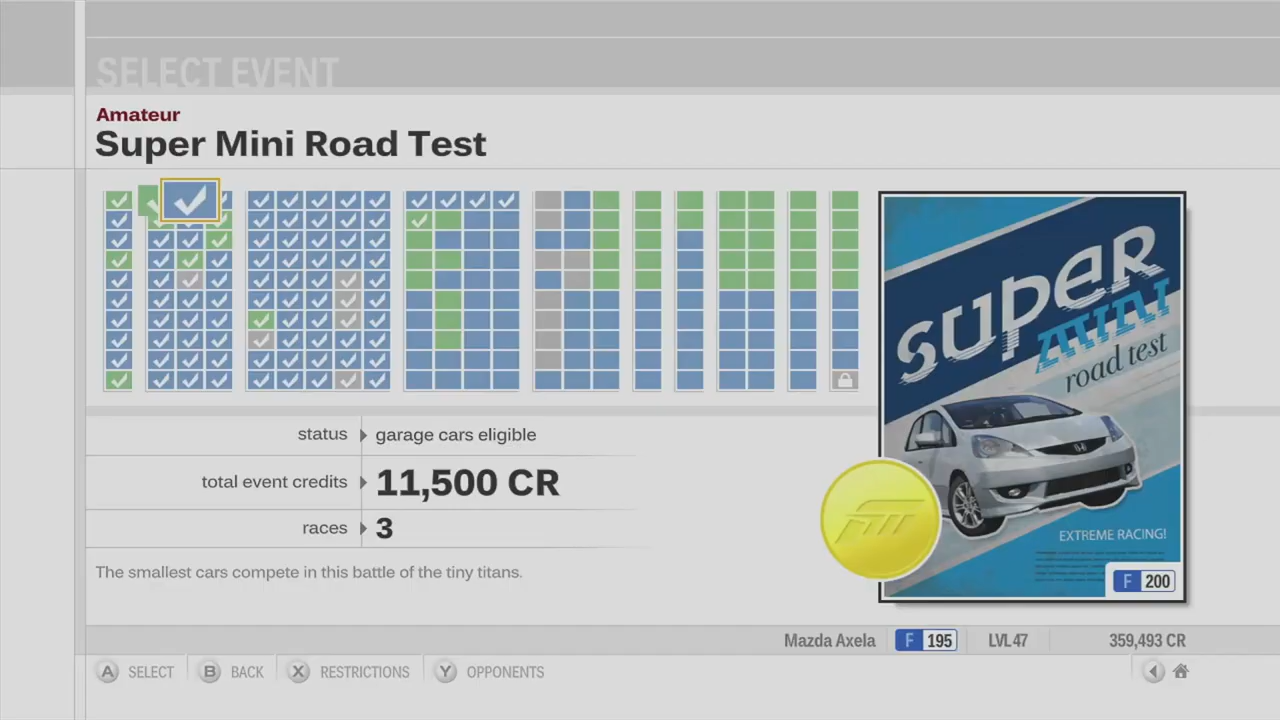 SELECT EVENT
Amateur
Super Mini Road Test
super
MINI
road test
EXTREME RACING!
F 200
status
garage cars eligible
total event credits
11,500 CR
races
3
The smallest cars compete in this battle of the tiny titans.
Mazda Axela
F 195
LVL 47
359,493 CR
A SELECT
B BACK
X RESTRICTIONS
Y OPPONENTS